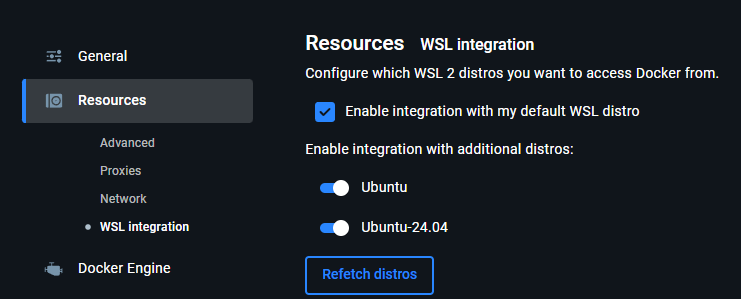 General
Resources
Advanced
Proxies
Network
WSL integration
Docker Engine
Resources WSL integration
Configure which WSL 2 distros you want to access Docker from.
Enable integration with my default WSL distro
Enable integration with additional distros:
Ubuntu
Ubuntu-24.04
Refetch distros